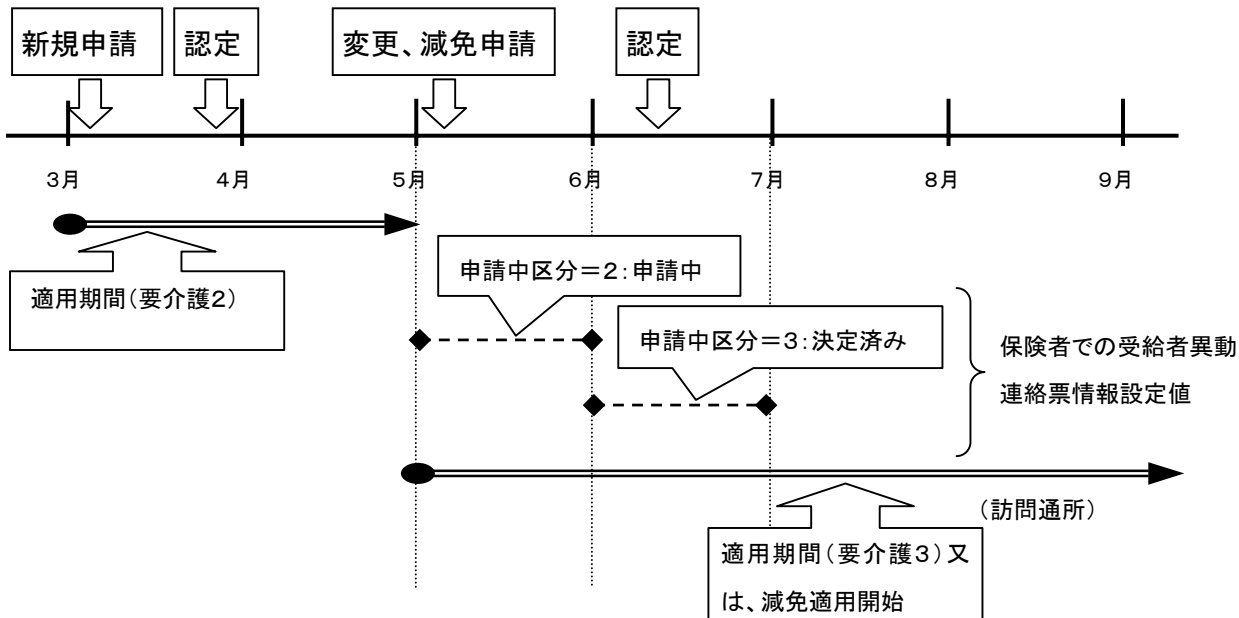 新規申請
認定
変更、減免申請
認定
3月
4月
5月
6月
7月
8月
9月
適用期間(要介護2)
申請中区分=2:申請中
申請中区分=3:決定済み
保険者での受給者異動
連絡票情報設定値
(訪問通所)
適用期間(要介護3)又
は、減免適用開始